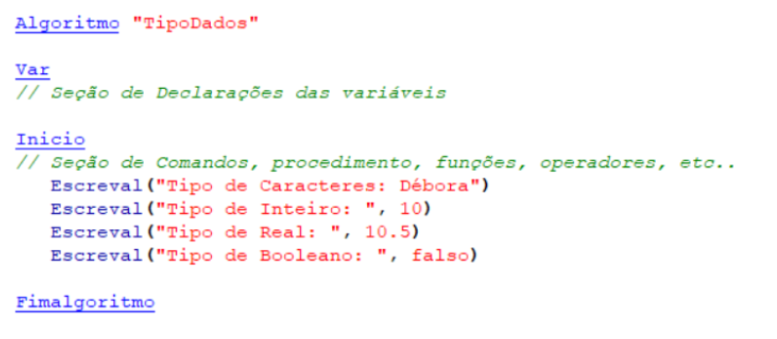 Algoritmo "TipoDados"
Var
// Seção de Declarações das variáveis
Inicio
// Seção de Comandos, procedimento, funções, operadores, etc..
Escreval("Tipo de Caracteres: Débora")
Escreval("Tipo de Inteiro: ", 10)
Escreval("Tipo de Real: ", 10.5)
Escreval("Tipo de Booleano: ", falso)
Fimalgoritmo